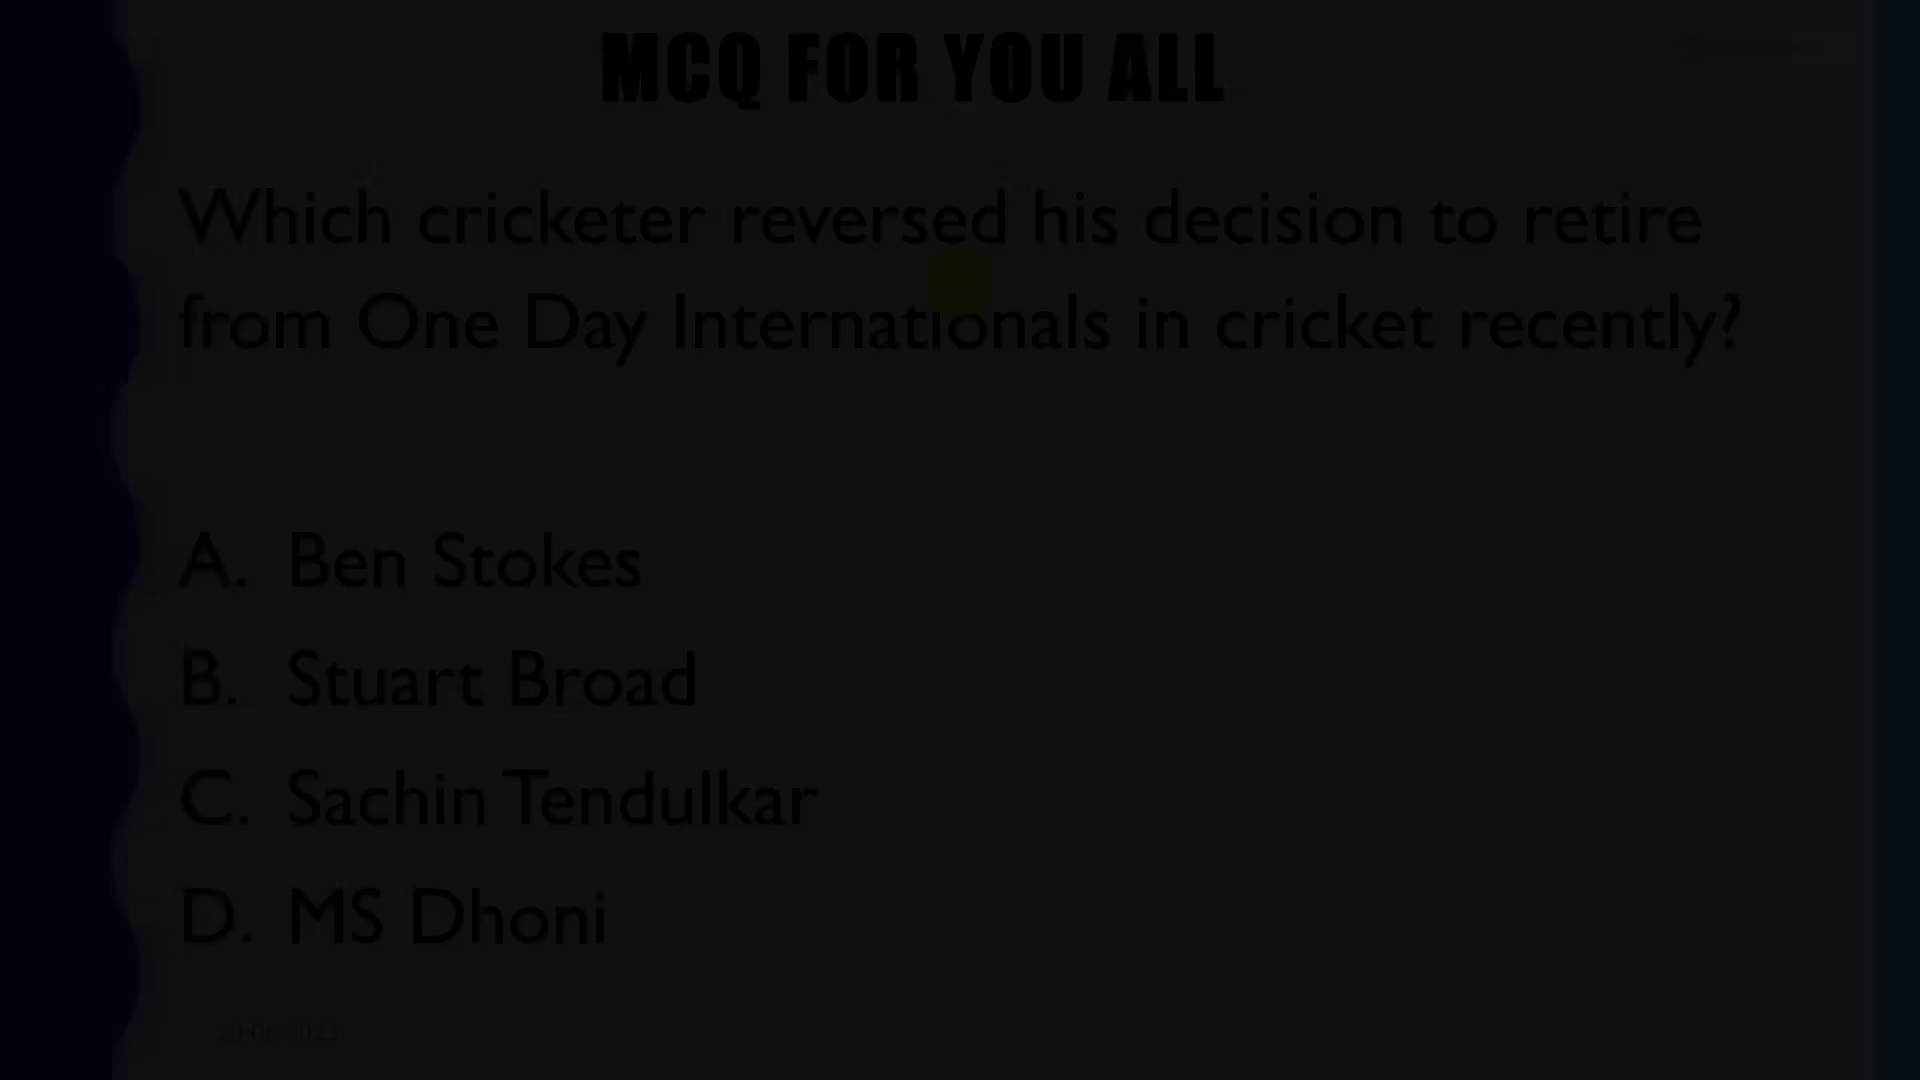 MCQ FOR YOU ALL
Which cricketer reversed his decision to retire
from One Day Internationals in cricket recently?
A. Ben Stokes
B. Stuart Broad
C. Sachin Tendulkar
D. MS Dhoni